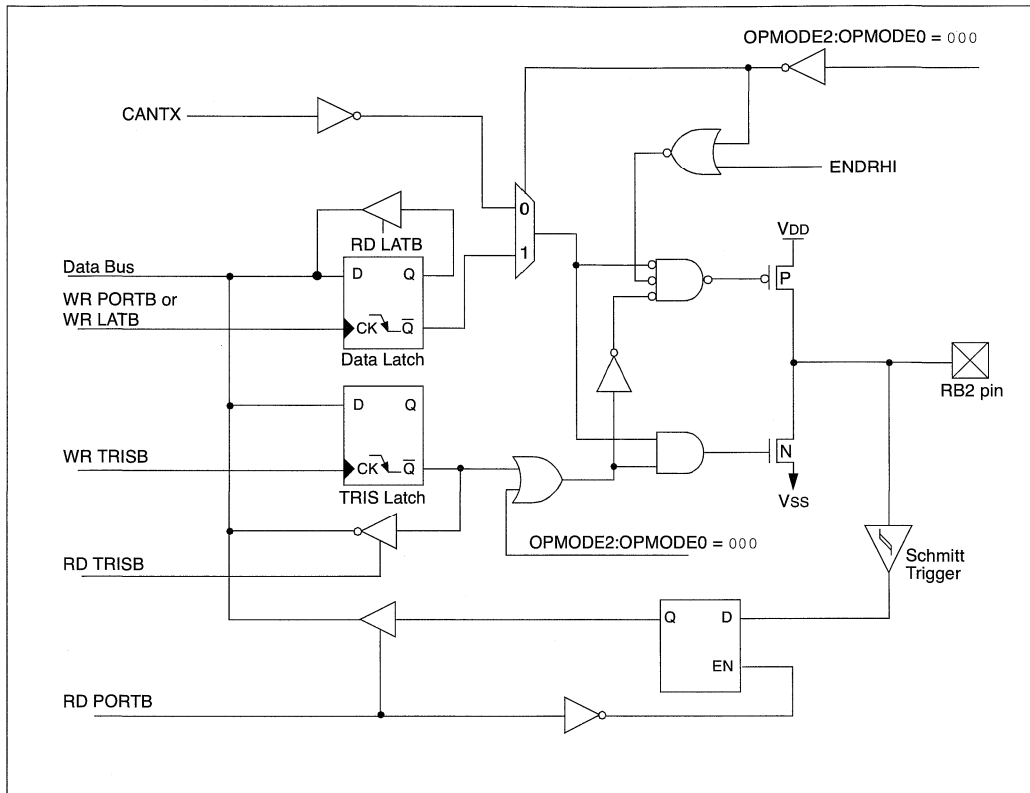 OPMODE2:OPMODE0 = 000
CANTX
ENDRHI
0
RD LATB
1
VDD
Data Bus
D Q
P
WR PORTB or
WR LATB
CK Q
Data Latch
RB2 pin
D Q
N
WR TRISB
CK Q
TRIS Latch
VSS
OPMODE2:OPMODE0 = 000
Schmitt
Trigger
RD TRISB
Q D
EN
RD PORTB